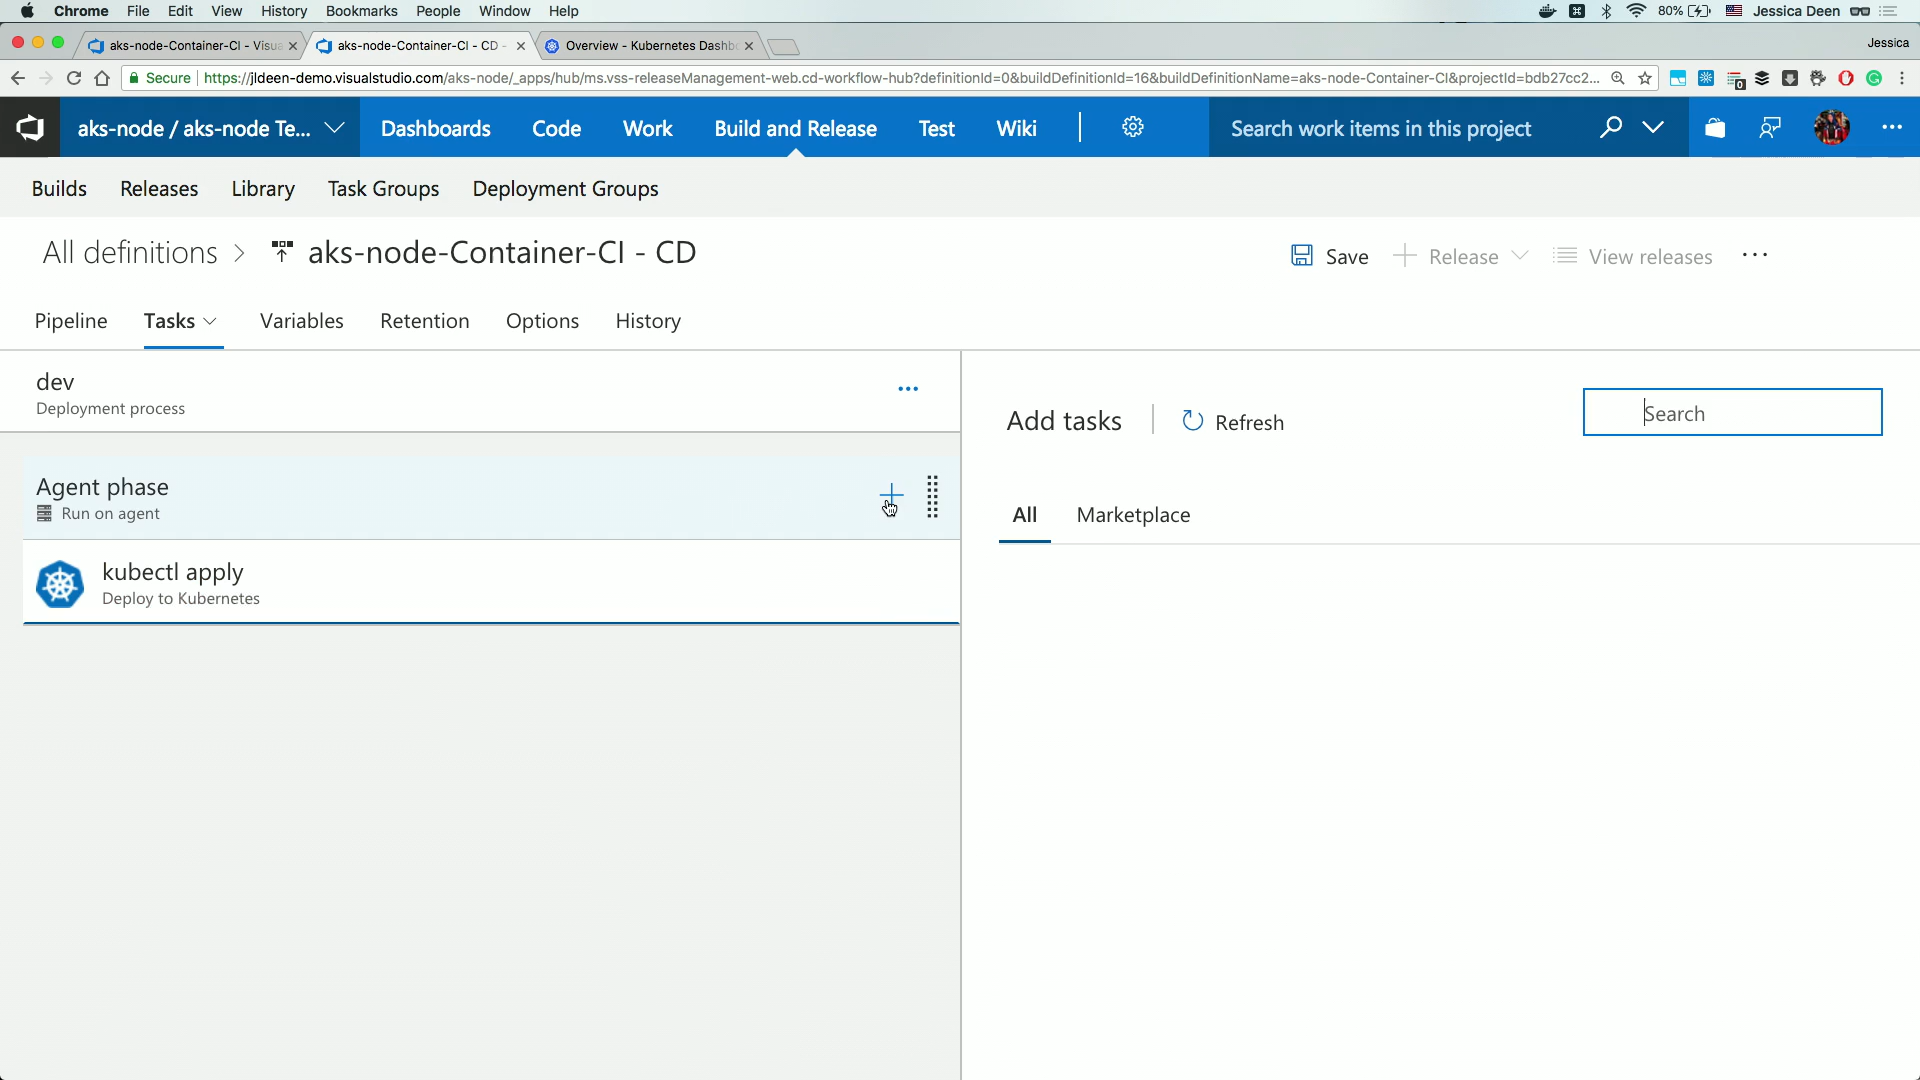 Chrome File Edit View History Bookmarks People Window Help 80% Jessica Deen
aks-node-Container-CI - Visua aks-node-Container-CI - CD - Overview - Kubernetes Dashb Jessica
Secure https://jldeen-demo.visualstudio.com/aks-node/_apps/hub/ms.vss-releaseManagement-web.cd-workflow-hub?definitionId=0&buildDefinitionId=16&buildDefinitionName=aks-node-Container-CI&projectId=bdb27cc2...
aks-node / aks-node Te... Dashboards Code Work Build and Release Test Wiki Search work items in this project
Builds Releases Library Task Groups Deployment Groups
All definitions > aks-node-Container-CI - CD Save Release View releases
Pipeline Tasks Variables Retention Options History
dev
Deployment process
Add tasks Refresh Search
Agent phase
Run on agent
All Marketplace
kubectl apply
Deploy to Kubernetes